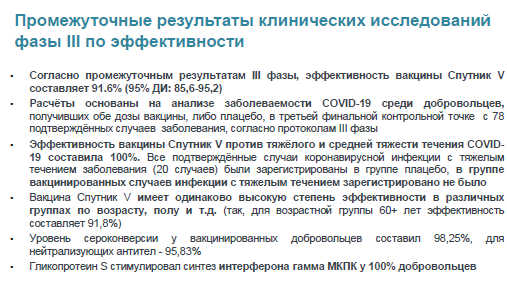 Промежуточные результаты клинических исследований
фазы III по эффективности
• Согласно промежуточным результатам III фазы, эффективность вакцины Спутник V
составляет 91.6% (95% ДИ: 85,6-95,2)
• Расчёты основаны на анализе заболеваемости COVID-19 среди добровольцев,
получивших обе дозы вакцины, либо плацебо, в третьей финальной контрольной точке с 78
подтверждённых случаев заболевания, согласно протоколам III фазы
• Эффективность вакцины Спутник V против тяжёлого и средней тяжести течения COVID-
19 составила 100%. Все подтверждённые случаи коронавирусной инфекции с тяжелым
течением заболевания (20 случаев) были зарегистрированы в группе плацебо, в группе
вакцинированных случаев инфекции с тяжелым течением зарегистрировано не было
• Вакцина Спутник V имеет одинаково высокую степень эффективности в различных
группах по возрасту, полу и т.д. (так, для возрастной группы 60+ лет эффективность
составляет 91,8%)
• Уровень сероконверсии у вакцинированных добровольцев составил 98,25%, для
нейтрализующих антител - 95,83%
• Гликопротеин S стимулировал синтез интерферона гамма МКПК у 100% добровольцев